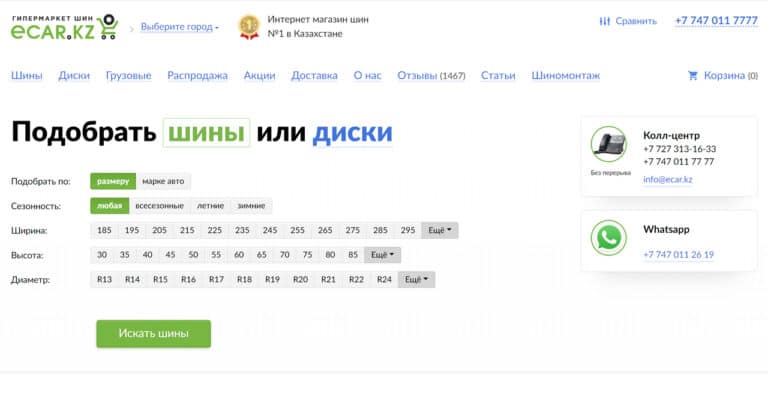 ГИПЕРМАРКЕТ ШИН
eCAR.KZ
Выберите город
Интернет магазин шин
№1 в Казахстане
Сравнить
+7 747 011 7777
Шины Диски Грузовые Распродажа Акции Доставка О нас Отзывы (1467) Статьи Шиномонтаж Корзина (0)
Подобрать шины или диски
Подобрать по: размеру марке авто
Сезонность: любая всесезонные летние зимние
Ширина: 185 195 205 215 225 235 245 255 265 275 285 295 Ещё
Высота: 30 35 40 45 50 55 60 65 70 75 80 85 Ещё
Диаметр: R13 R14 R15 R16 R17 R18 R19 R20 R21 R22 R24 Ещё
Искать шины
Колл-центр
+7 727 313-16-33
+7 747 011 77 77
Без перерыва
info@ecar.kz
Whatsapp
+7 747 011 26 19